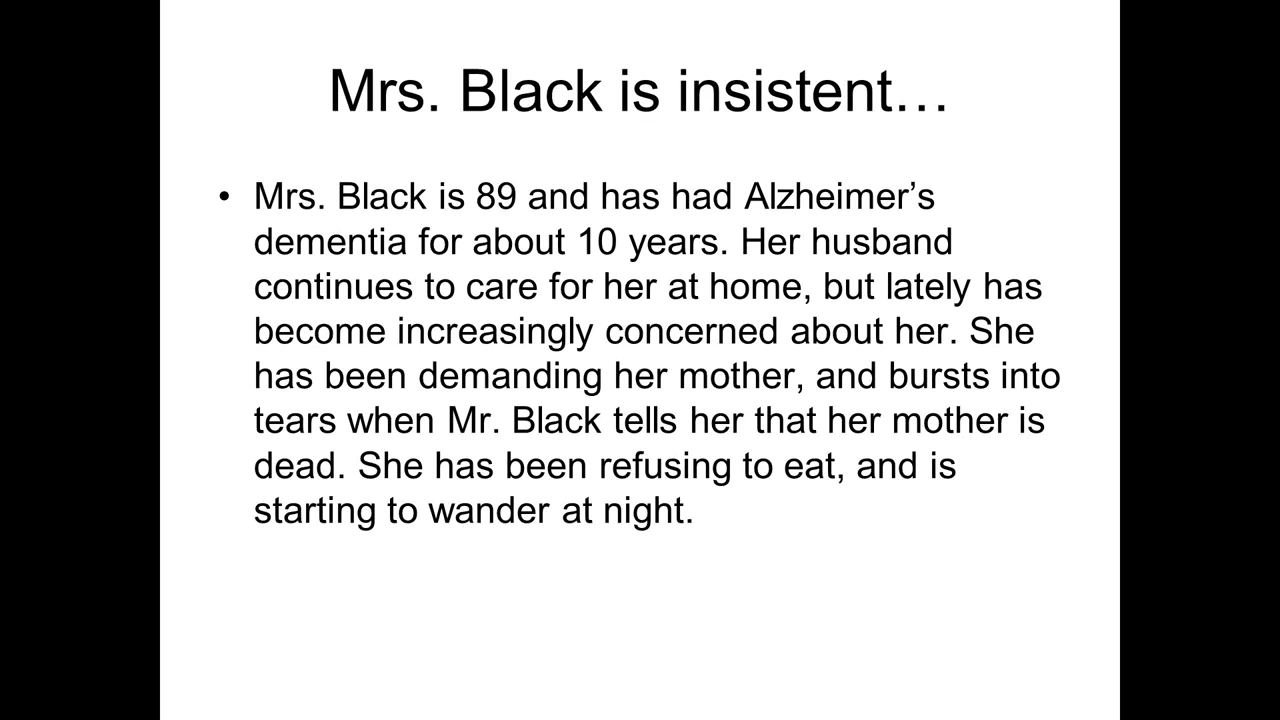 Mrs. Black is insistent…
• Mrs. Black is 89 and has had Alzheimer’s
dementia for about 10 years. Her husband
continues to care for her at home, but lately has
become increasingly concerned about her. She
has been demanding her mother, and bursts into
tears when Mr. Black tells her that her mother is
dead. She has been refusing to eat, and is
starting to wander at night.